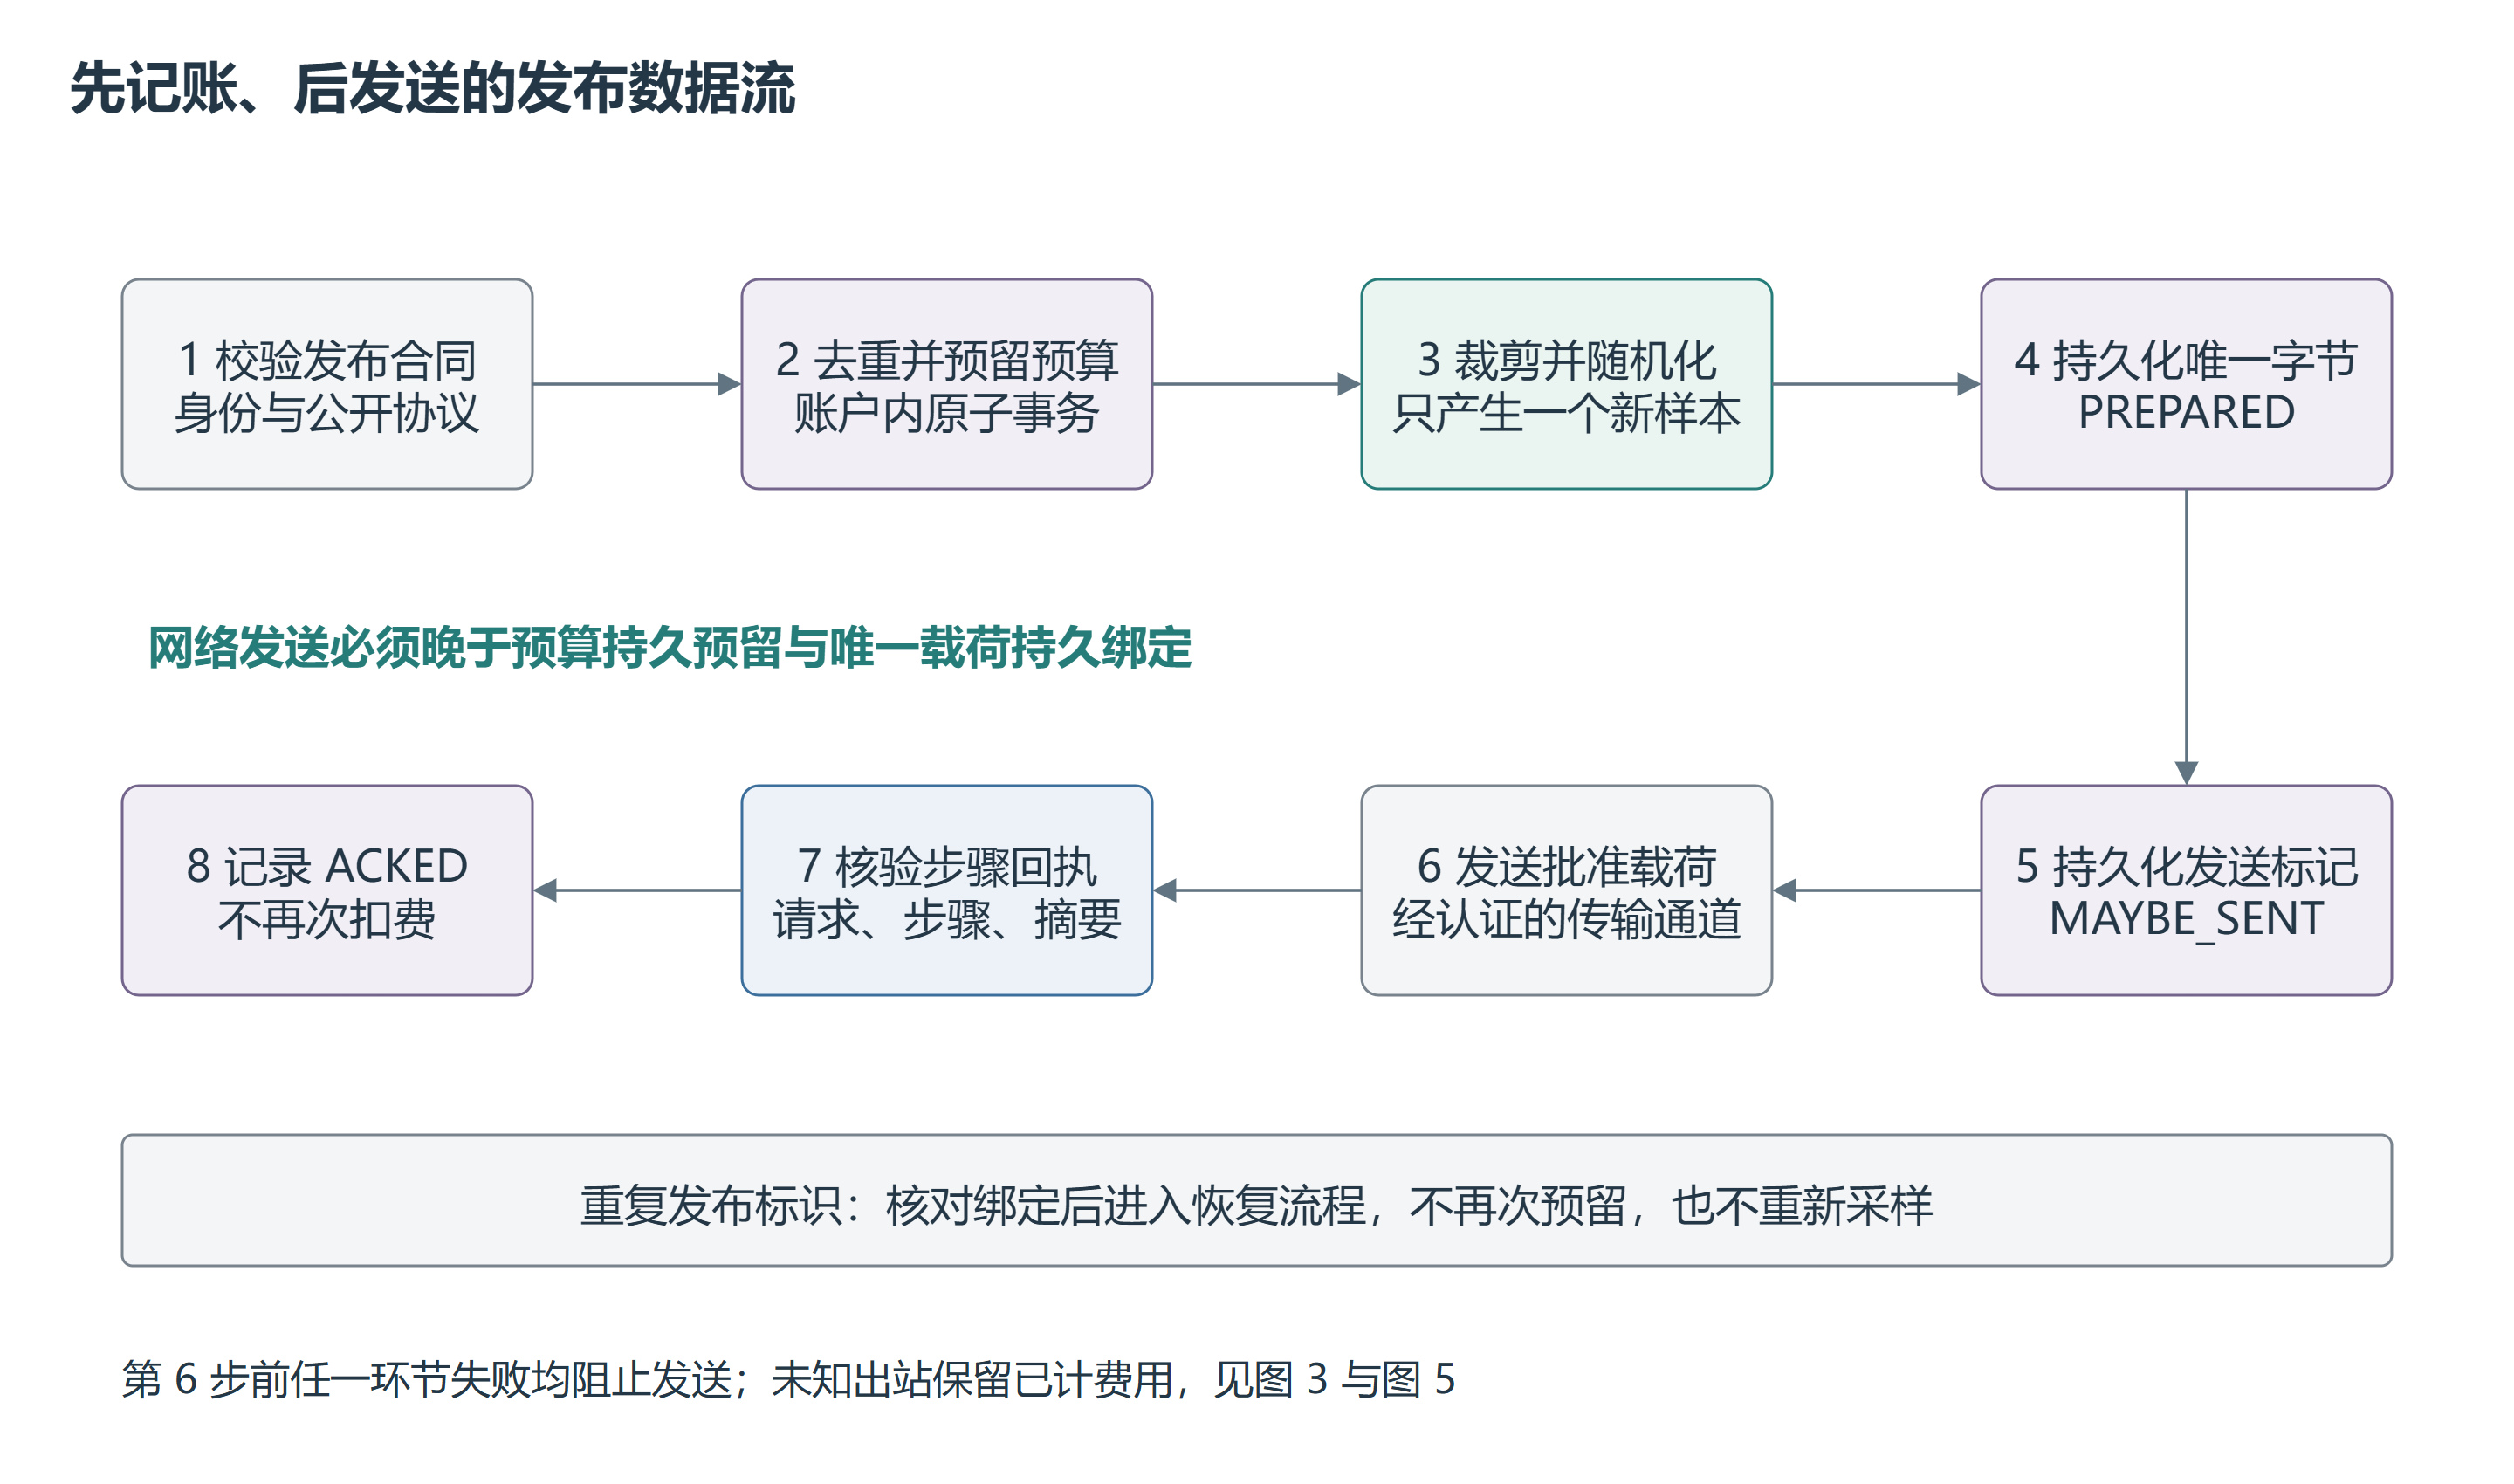 先记账、后发送的发布数据流
1 校验发布合同
身份与公开协议
2 去重并预留预算
账户内原子事务
3 裁剪并随机化
只产生一个新样本
4 持久化唯一字节
PREPARED
网络发送必须晚于预算持久预留与唯一载荷持久绑定
5 持久化发送标记
MAYBE_SENT
6 发送批准载荷
经认证的传输通道
7 核验步骤回执
请求、步骤、摘要
8 记录 ACKED
不再次扣费
重复发布标识：核对绑定后进入恢复流程，不再次预留，也不重新采样
第 6 步前任一环节失败均阻止发送；未知出站保留已计费用，见图 3 与图 5